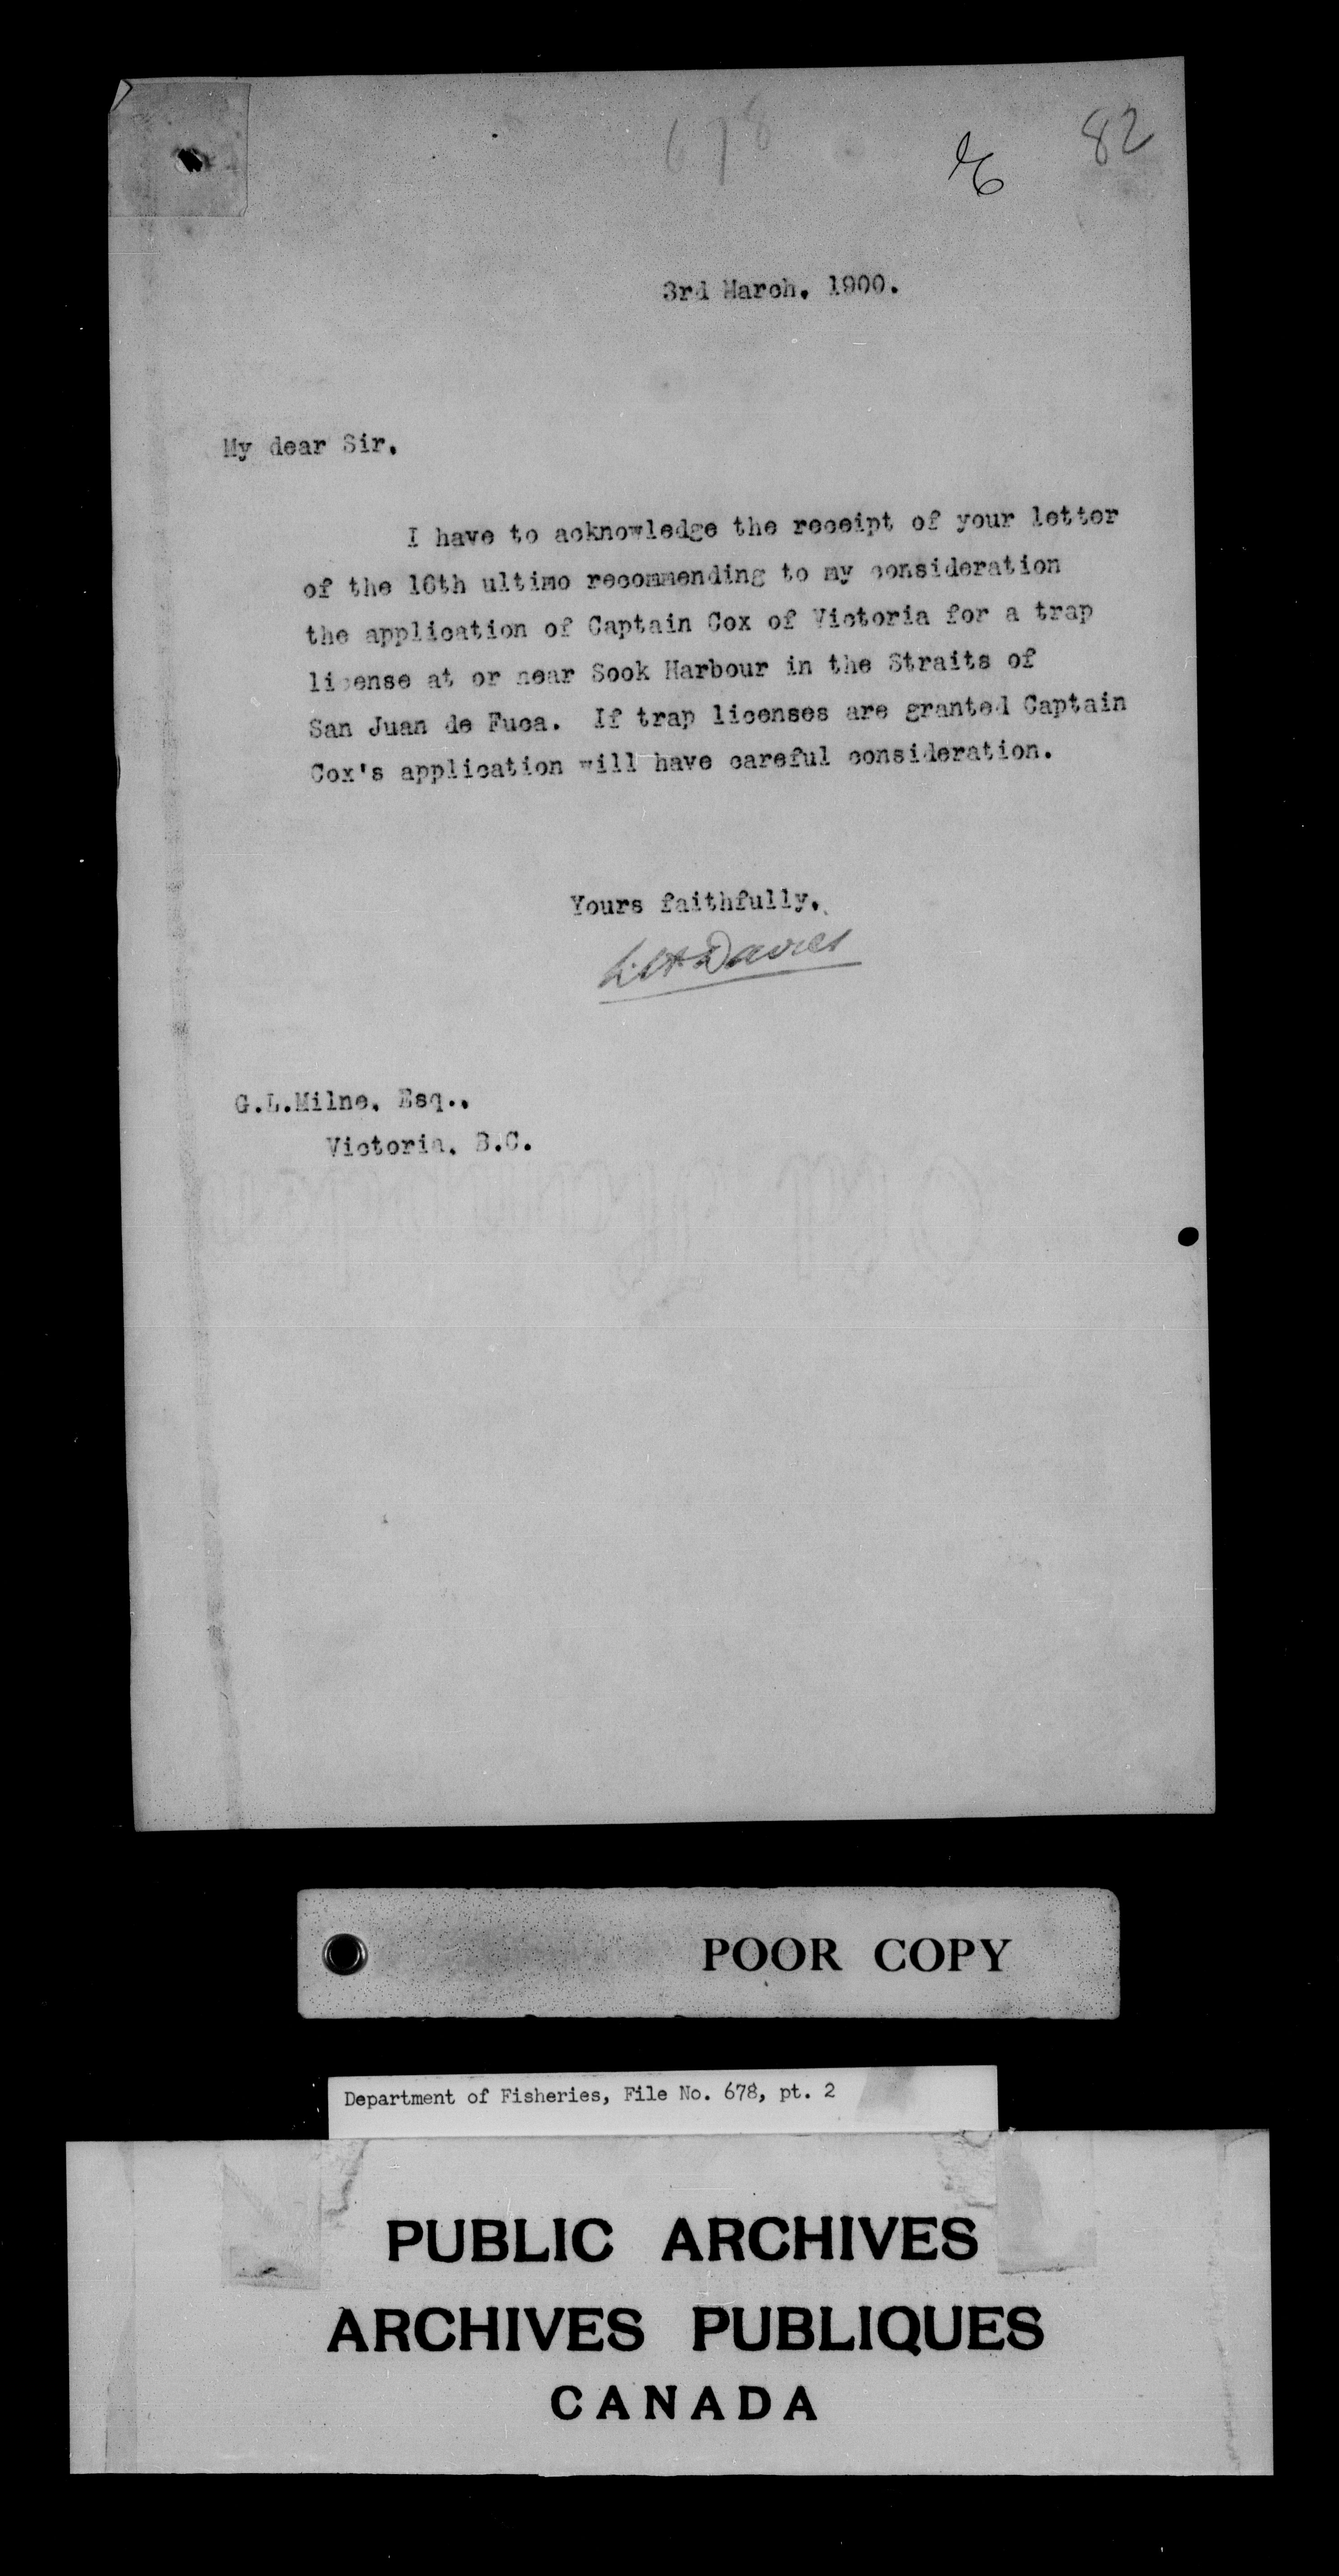 678
82
3rd March, 1900.
My dear Sir,
I have to acknowledge the receipt of your letter
of the 16th ultimo recommending to my consideration
the application of Captain Cox of Victoria for a trap
license at or near Sook Harbour in the Straits of
San Juan de Fuca. If trap licenses are granted Captain
Cox's application will have careful consideration.
Yours faithfully,
L.H. Davies
G.L.Milne, Esq.,
Victoria, B.C.
POOR COPY
Department of Fisheries, File No. 678, pt. 2
PUBLIC ARCHIVES
ARCHIVES PUBLIQUES
CANADA